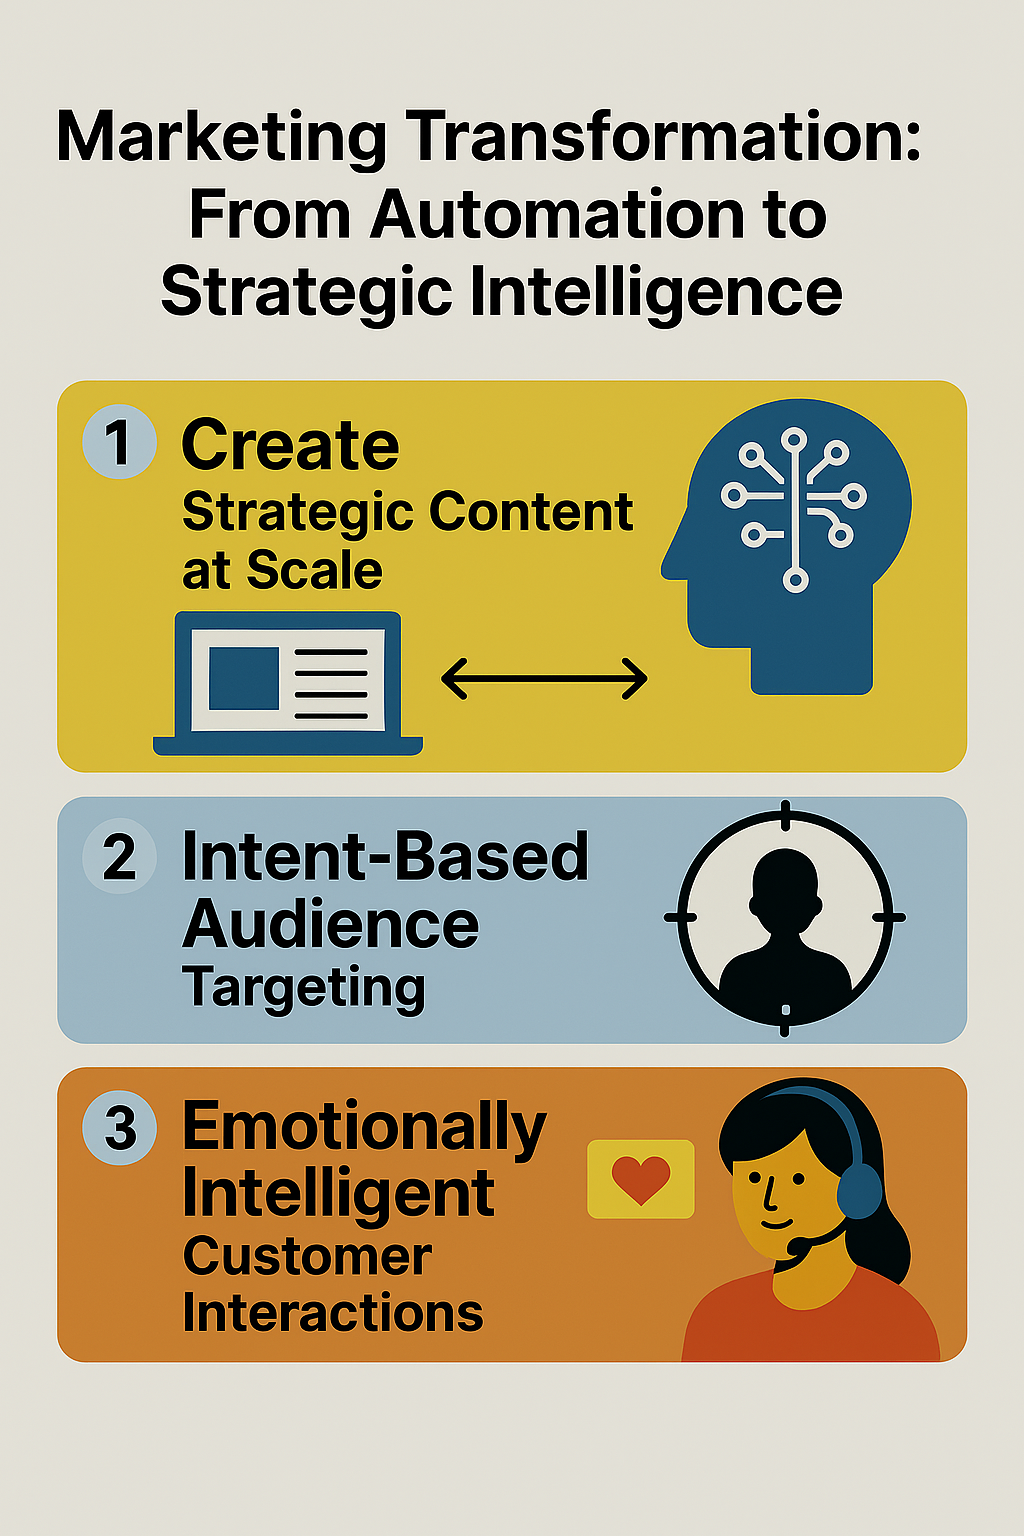 Marketing Transformation:
From Automation to
Strategic Intelligence
1 Create
Strategic Content
at Scale
2 Intent-Based
Audience
Targeting
3 Emotionally
Intelligent
Customer
Interactions